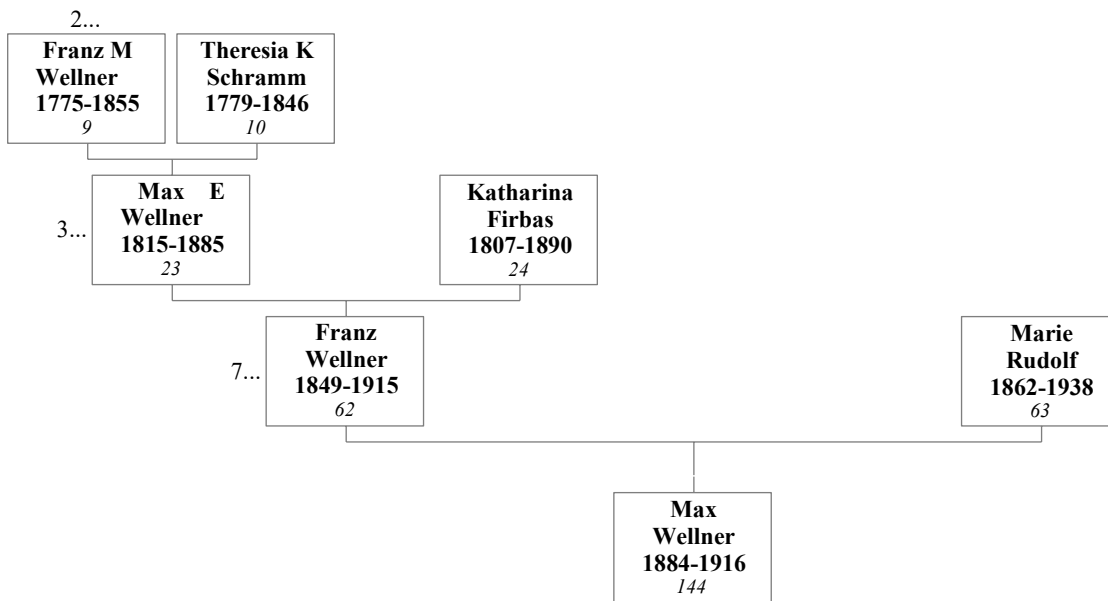 2...
Franz M
Wellner
1775-1855
9
Theresia K
Schramm
1779-1846
10
3...
Max E
Wellner
1815-1885
23
Katharina
Firbas
1807-1890
24
7...
Franz
Wellner
1849-1915
62
Marie
Rudolf
1862-1938
63
Max
Wellner
1884-1916
144